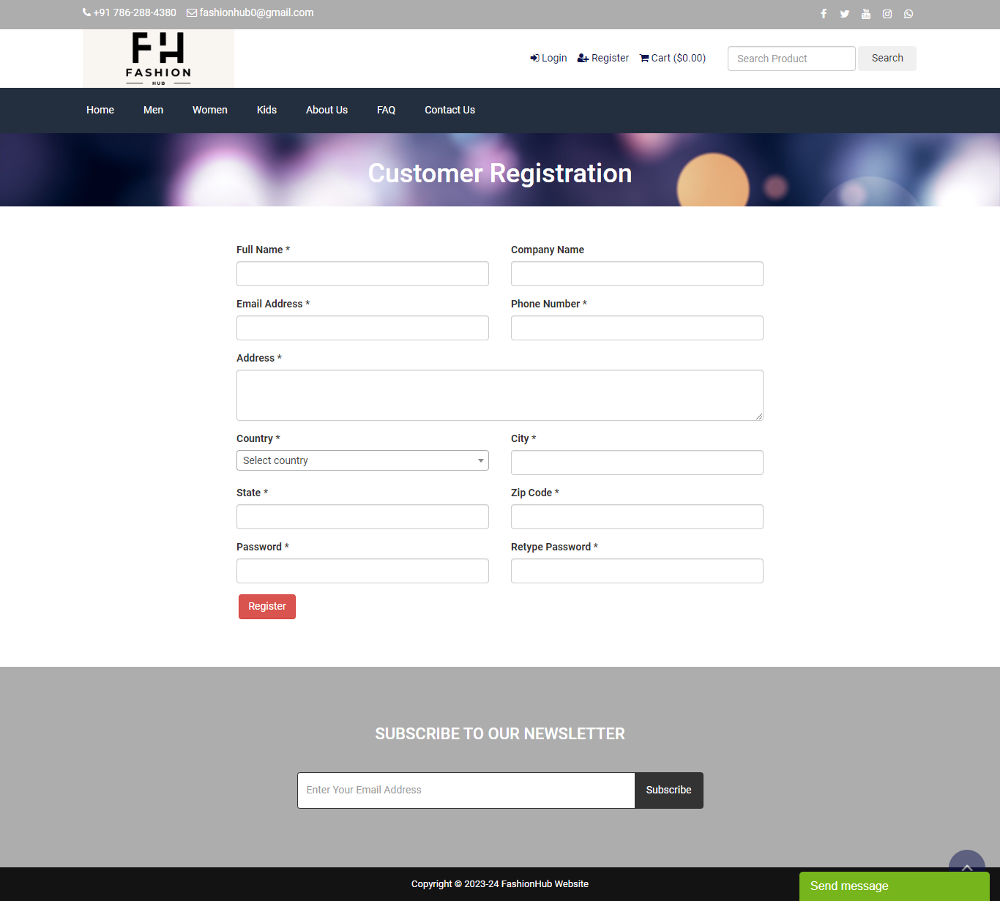 +91 786-288-4380 fashionhub0@gmail.com
FH
FASHION
HUB
Login Register Cart ($0.00) Search Product Search
Home Men Women Kids About Us FAQ Contact Us
Customer Registration
Full Name * Company Name
Email Address * Phone Number *
Address *
Country * City *
Select country
State * Zip Code *
Password * Retype Password *
Register
SUBSCRIBE TO OUR NEWSLETTER
Enter Your Email Address Subscribe
Copyright © 2023-24 FashionHub Website
Send message